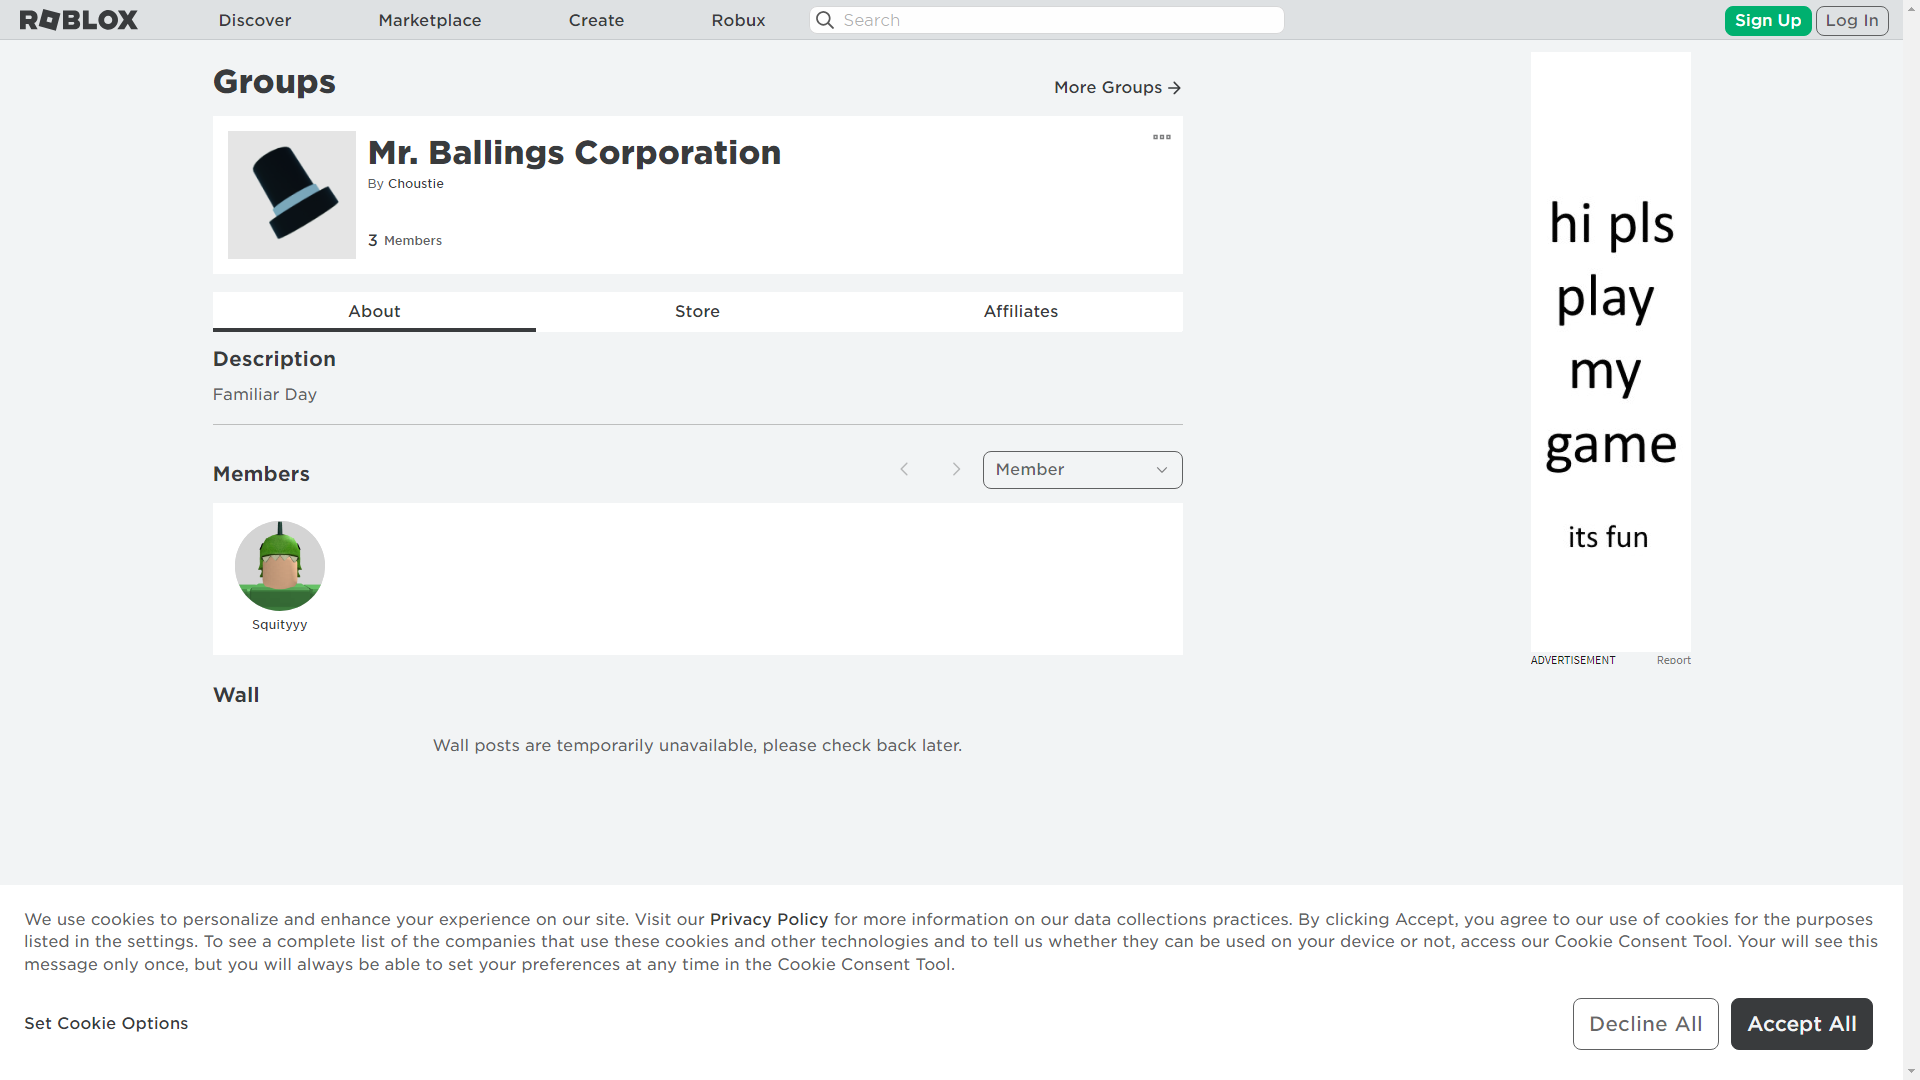 ROBLOX Discover Marketplace Create Robux Search Sign Up Log In
Groups
More Groups
Mr. Ballings Corporation
By Choustie
3 Members
About Store Affiliates
Description
Familiar Day
Members
Member
Squityyy
Wall
Wall posts are temporarily unavailable, please check back later.
hi pls
play
my
game
its fun
ADVERTISEMENT Report
We use cookies to personalize and enhance your experience on our site. Visit our Privacy Policy for more information on our data collections practices. By clicking Accept, you agree to our use of cookies for the purposes
listed in the settings. To see a complete list of the companies that use these cookies and other technologies and to tell us whether they can be used on your device or not, access our Cookie Consent Tool. Your will see this
message only once, but you will always be able to set your preferences at any time in the Cookie Consent Tool.
Set Cookie Options
Decline All
Accept All